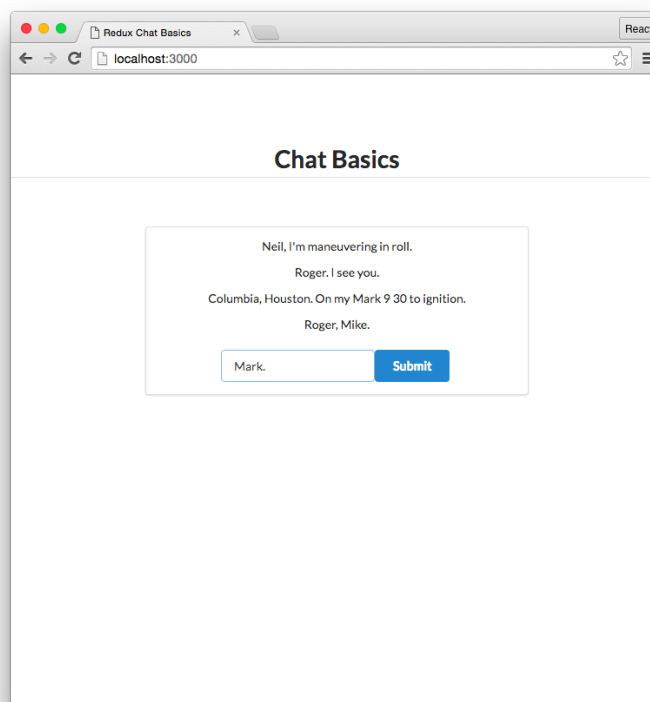 Redux Chat Basics
React
localhost:3000
Chat Basics
Neil, I'm maneuvering in roll.
Roger. I see you.
Columbia, Houston. On my Mark 9 30 to ignition.
Roger, Mike.
Mark. Submit